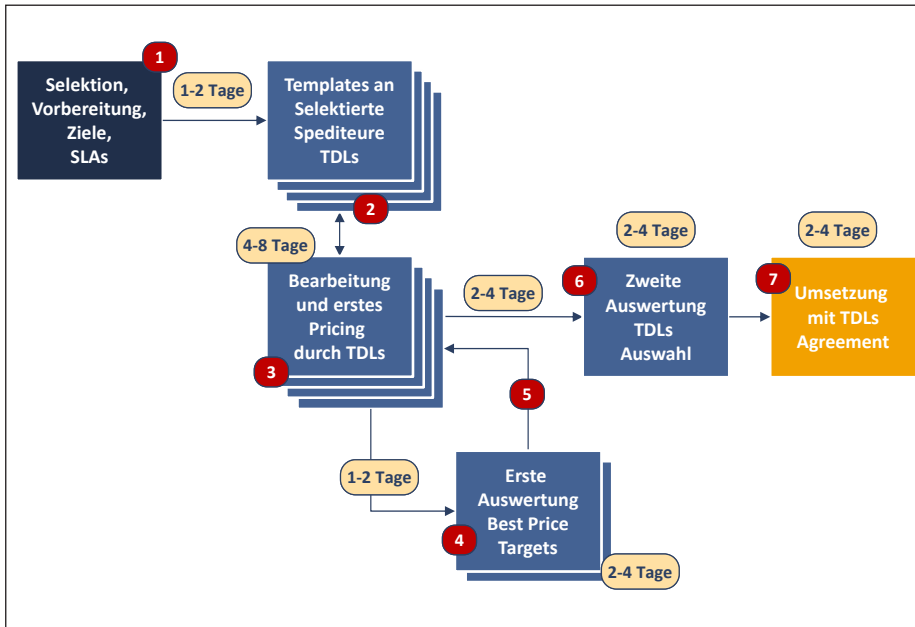 1
Selektion,
Vorbereitung,
Ziele,
SLAs
1-2 Tage
Templates an
Selektierte
Spediteure
TDLs
2
4-8 Tage
Bearbeitung
und erstes
Pricing
durch TDLs
3
2-4 Tage
2-4 Tage
6
Zweite
Auswertung
TDLs
Auswahl
2-4 Tage
7
Umsetzung
mit TDLs
Agreement
5
1-2 Tage
Erste
Auswertung
Best Price
Targets
4
2-4 Tage